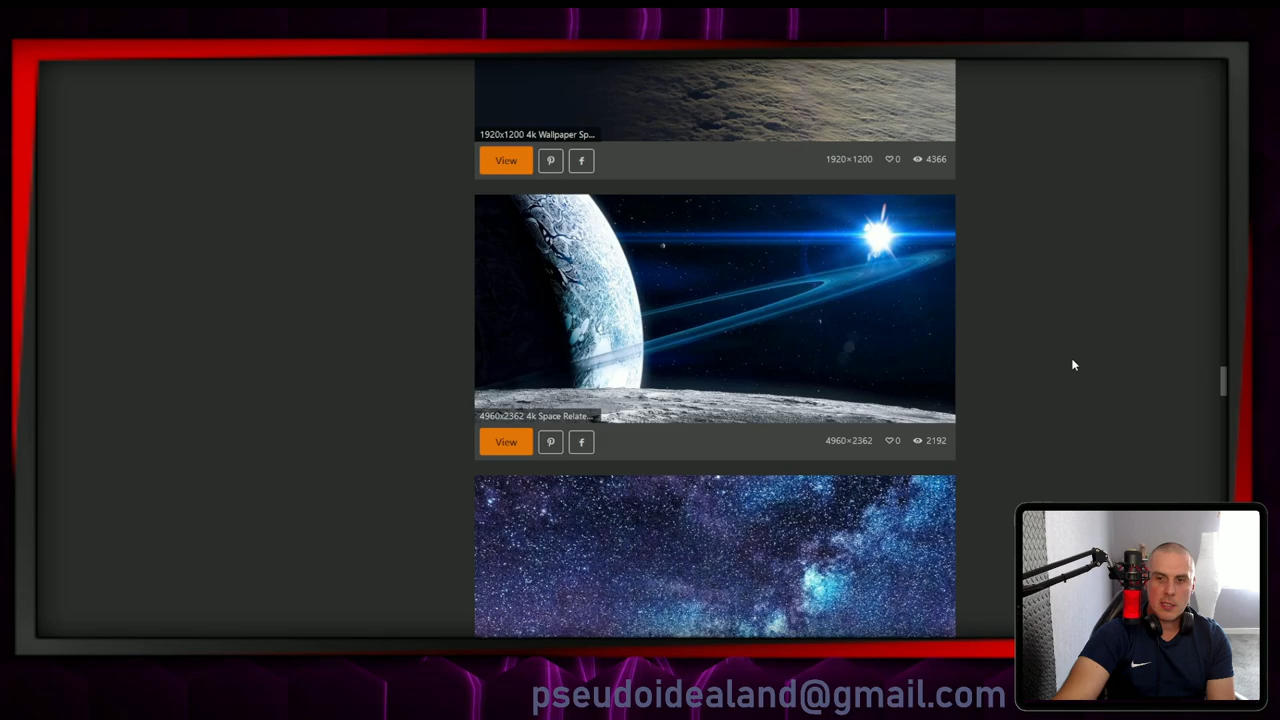 1920x1200 4k Wallpaper Sp...
View
1920×1200 0 4366
4960x2362 4k Space Relate...
View
4960×2362 0 2192
pseudoidealand@gmail.com